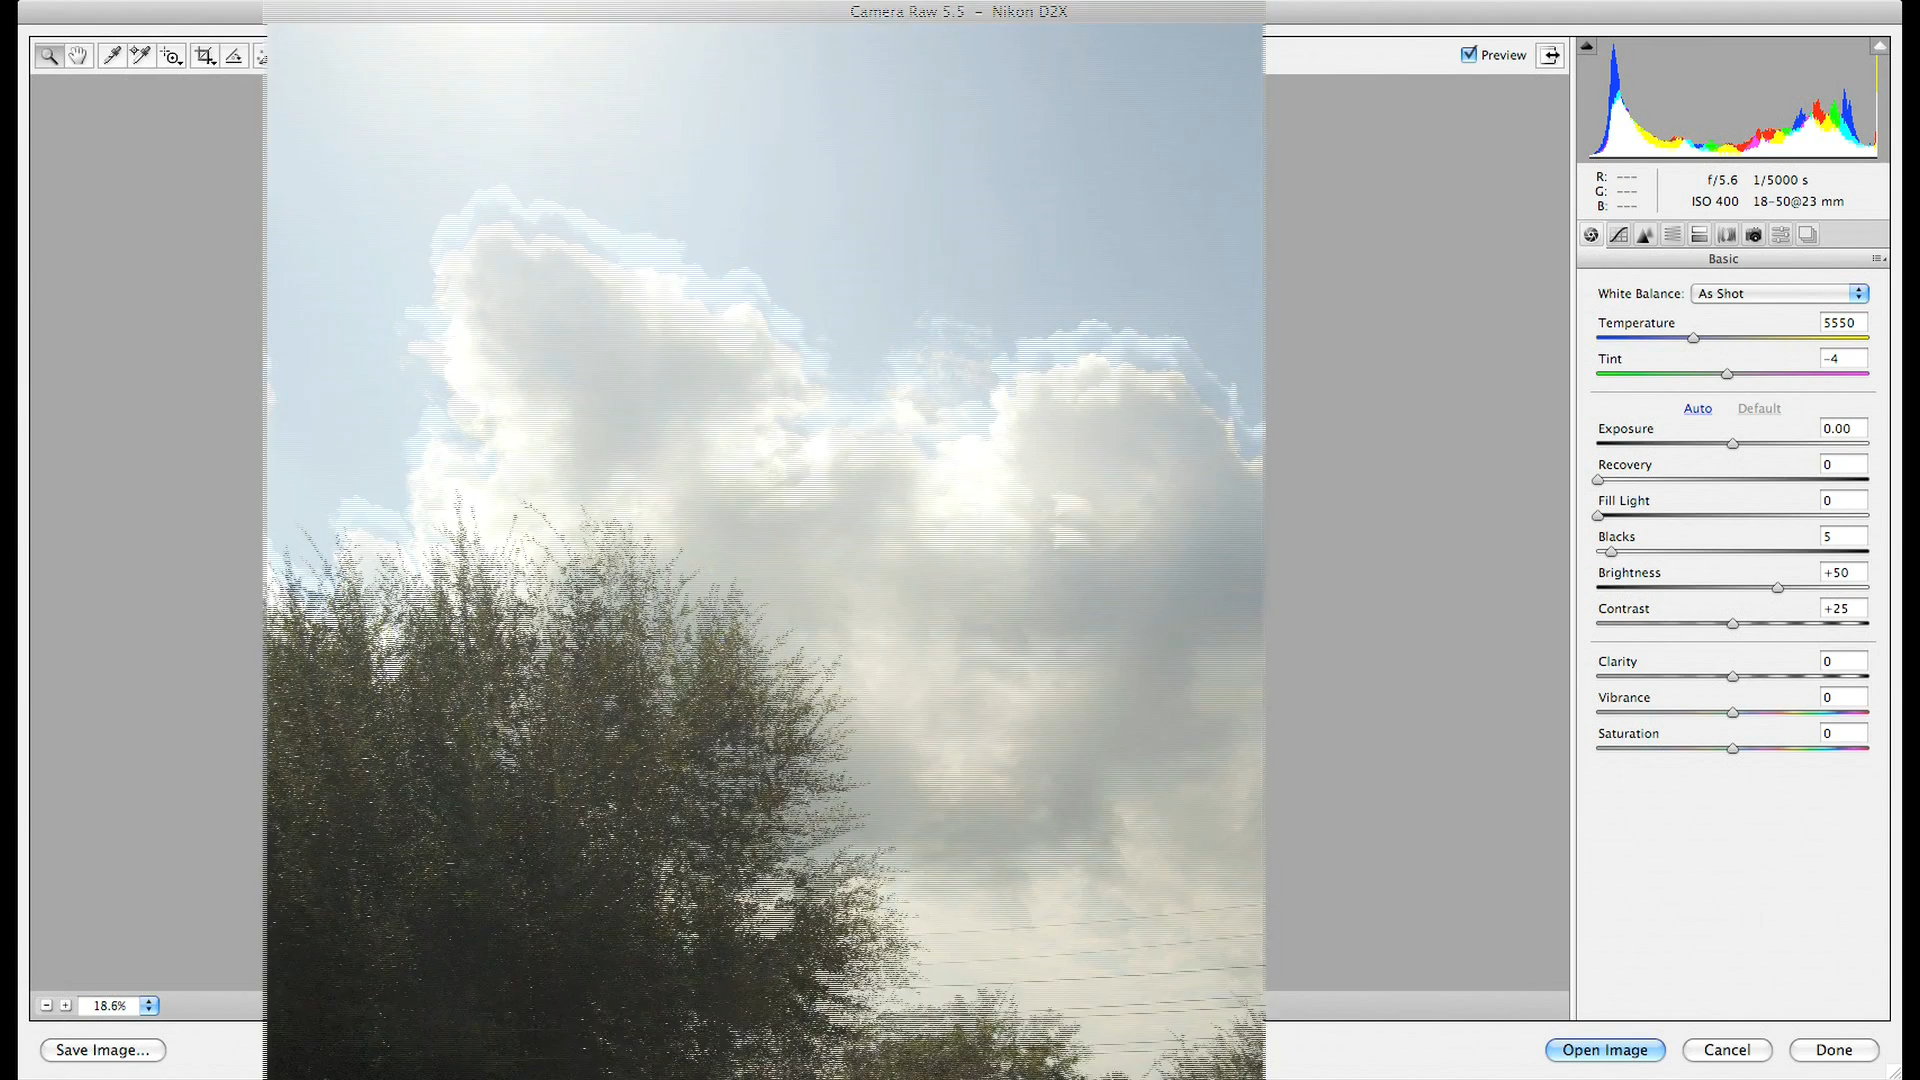 Camera Raw 5.5 – Nikon D2X
Preview
R: ---
G: ---
B: ---
f/5.6 1/5000 s
ISO 400 18-50@23 mm
Basic
White Balance: As Shot
Temperature 5550
Tint -4
Auto Default
Exposure 0.00
Recovery 0
Fill Light 0
Blacks 5
Brightness +50
Contrast +25
Clarity 0
Vibrance 0
Saturation 0
18.6%
Save Image... Open Image Cancel Done